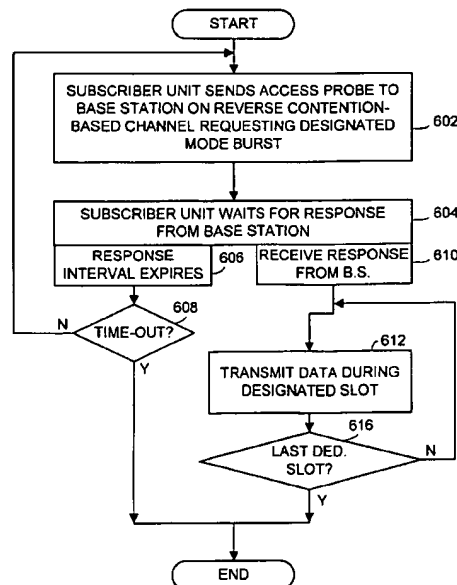 START
SUBSCRIBER UNIT SENDS ACCESS PROBE TO
BASE STATION ON REVERSE CONTENTION-
BASED CHANNEL REQUESTING DESIGNATED
MODE BURST
602
SUBSCRIBER UNIT WAITS FOR RESPONSE
FROM BASE STATION
604
RESPONSE
INTERVAL EXPIRES
606
RECEIVE RESPONSE
FROM B.S.
610
608
N
TIME-OUT?
Y
612
TRANSMIT DATA DURING
DESIGNATED SLOT
616
LAST DED.
SLOT?
N
Y
END